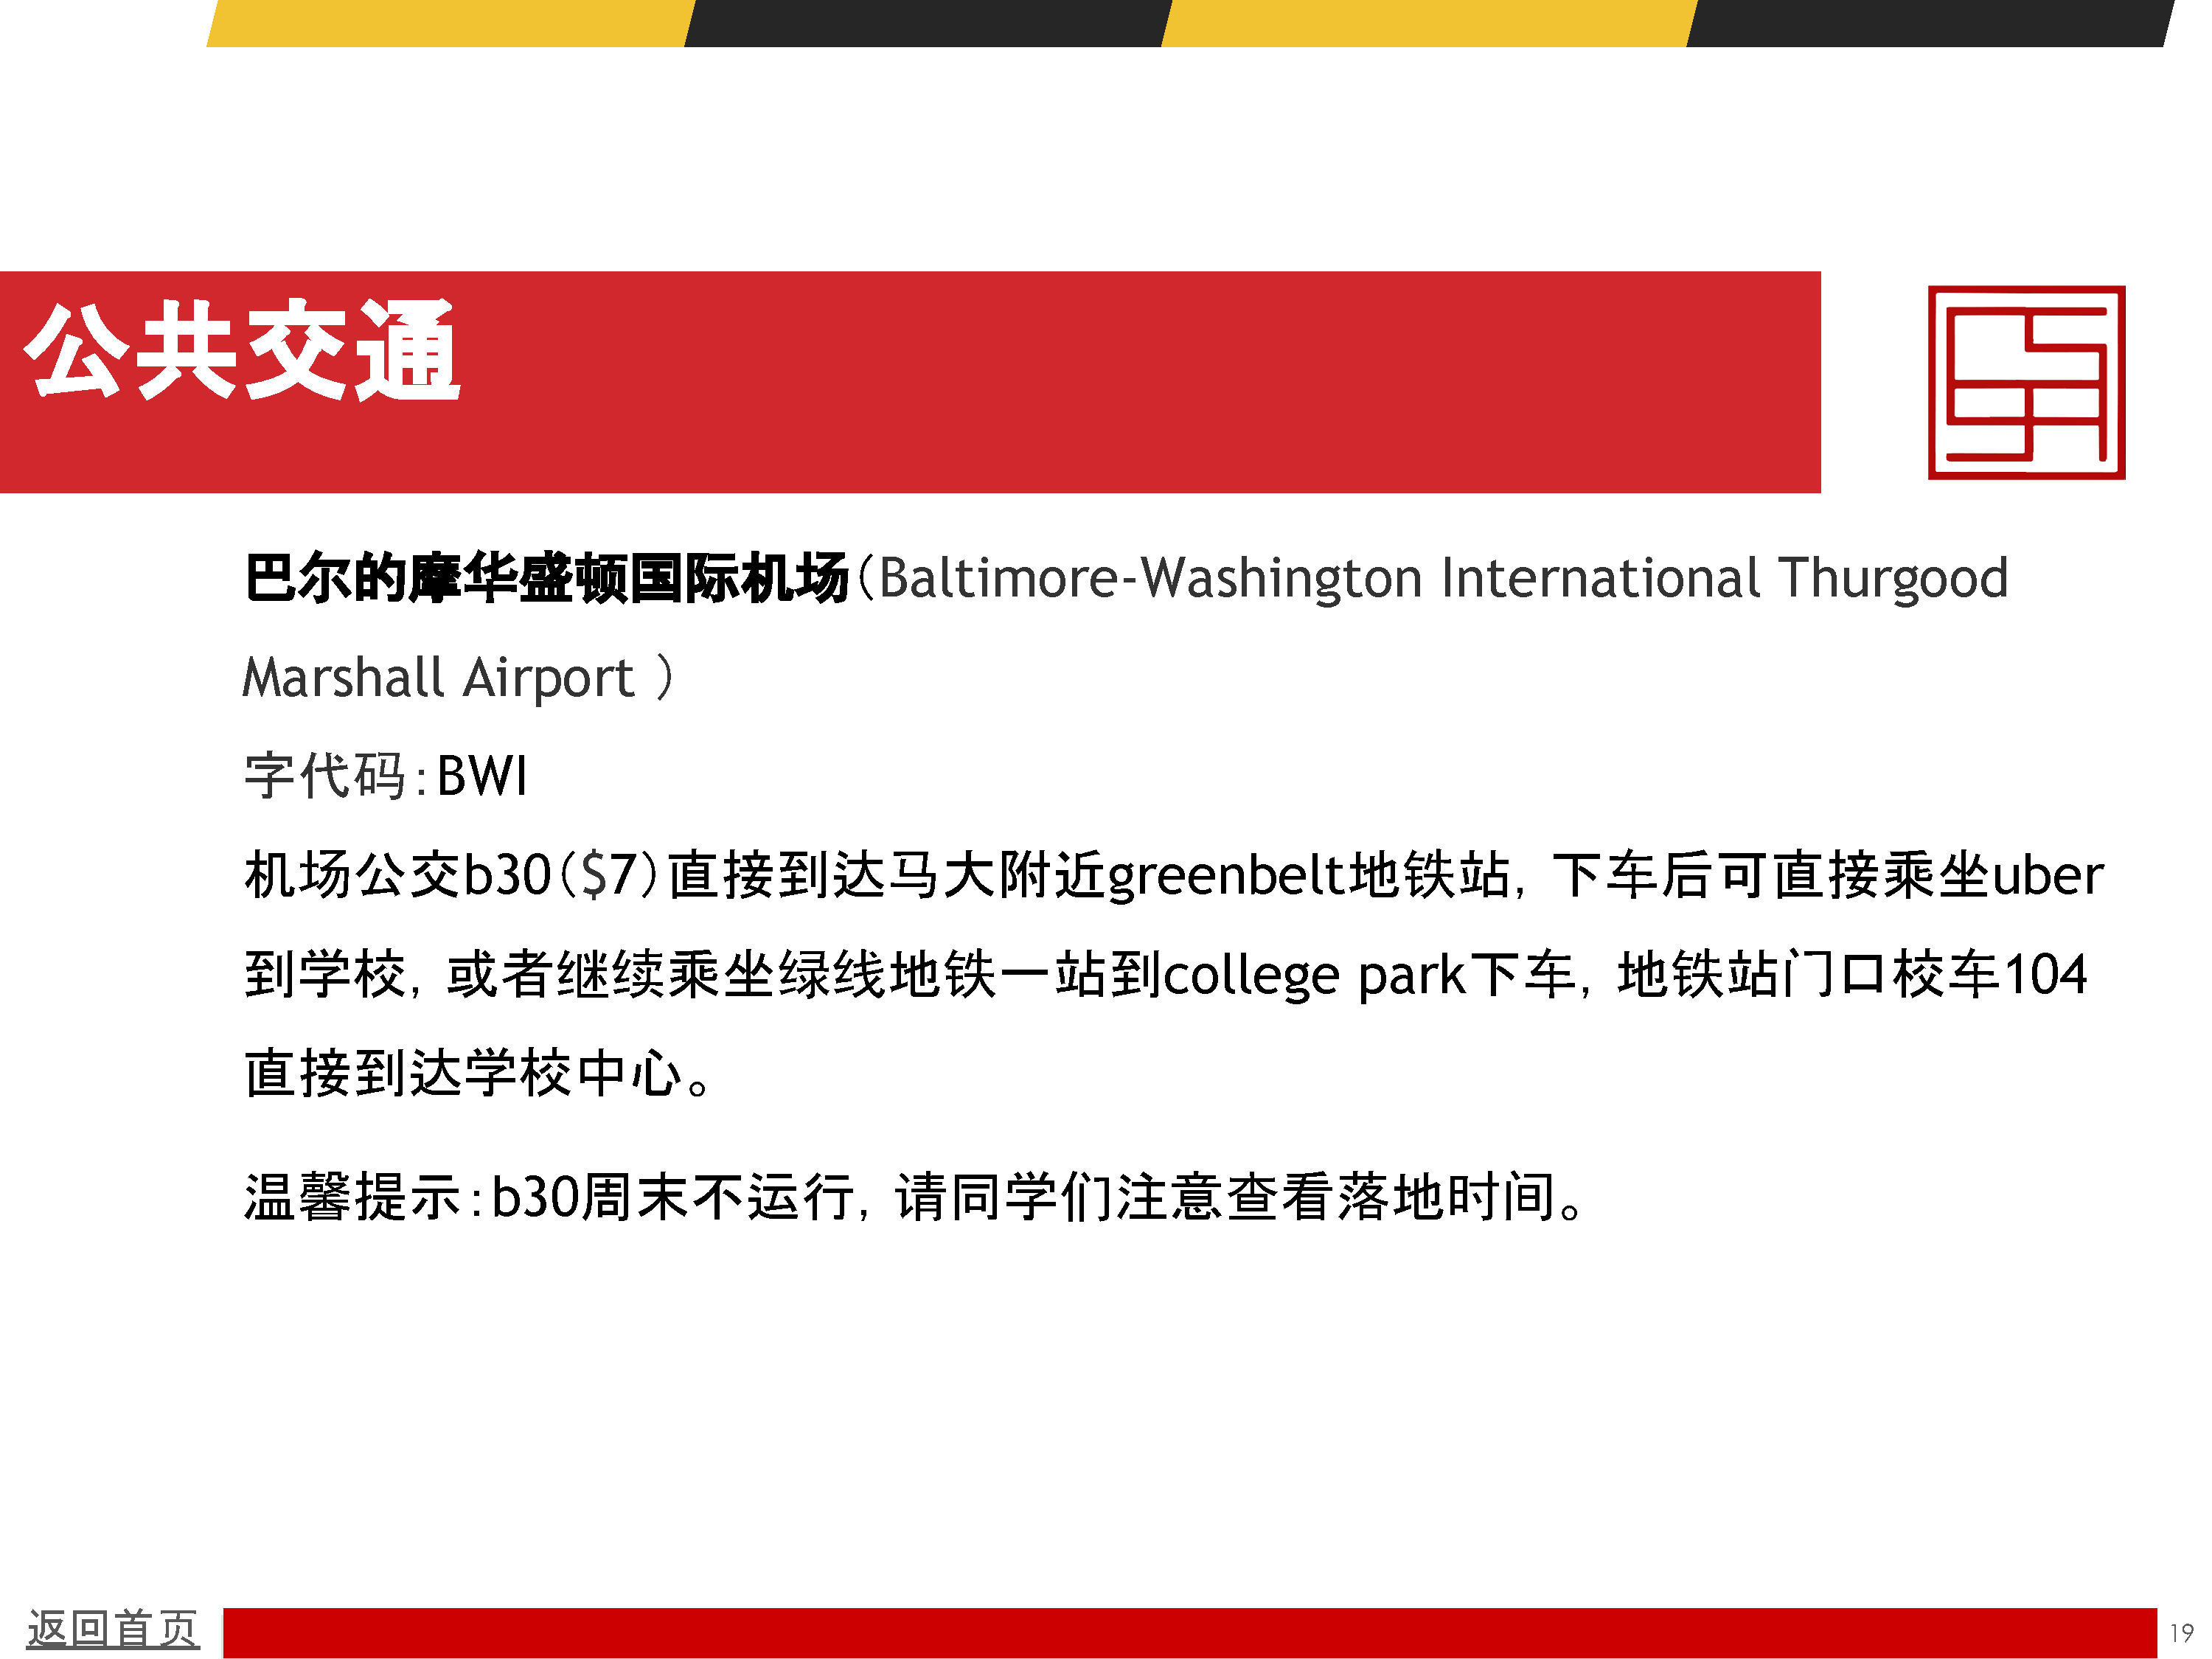 公共交通
巴尔的摩华盛顿国际机场（Baltimore-Washington International Thurgood
Marshall Airport ）
字代码：BWI
机场公交b30（$7）直接到达马大附近greenbelt地铁站，下车后可直接乘坐uber
到学校，或者继续乘坐绿线地铁一站到college park下车，地铁站门口校车104
直接到达学校中心。
温馨提示：b30周末不运行，请同学们注意查看落地时间。
返回首页
19